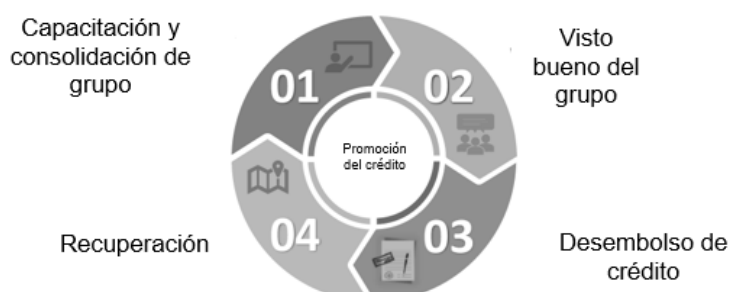 Capacitación y
consolidación de
grupo
01
02
Visto
bueno del
grupo
Promoción
del crédito
Recuperación
04
03
Desembolso de
crédito